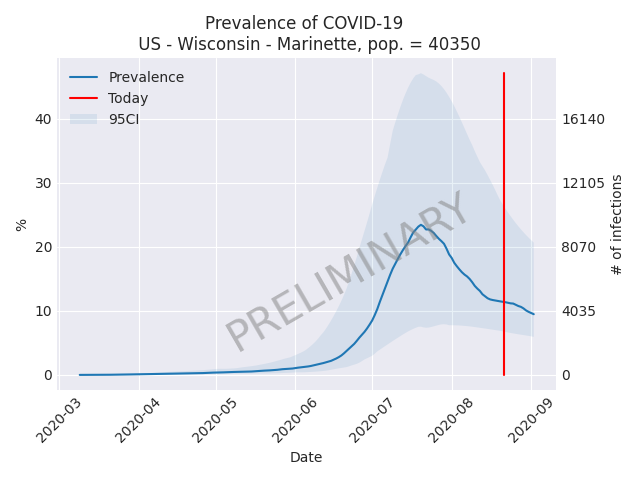 Prevalence of COVID-19
US - Wisconsin - Marinette, pop. = 40350
Prevalence
Today
95CI
PRELIMINARY
40
30
20
10
0
%
16140
12105
8070
4035
0
# of infections
2020-03
2020-04
2020-05
2020-06
2020-07
2020-08
2020-09
Date